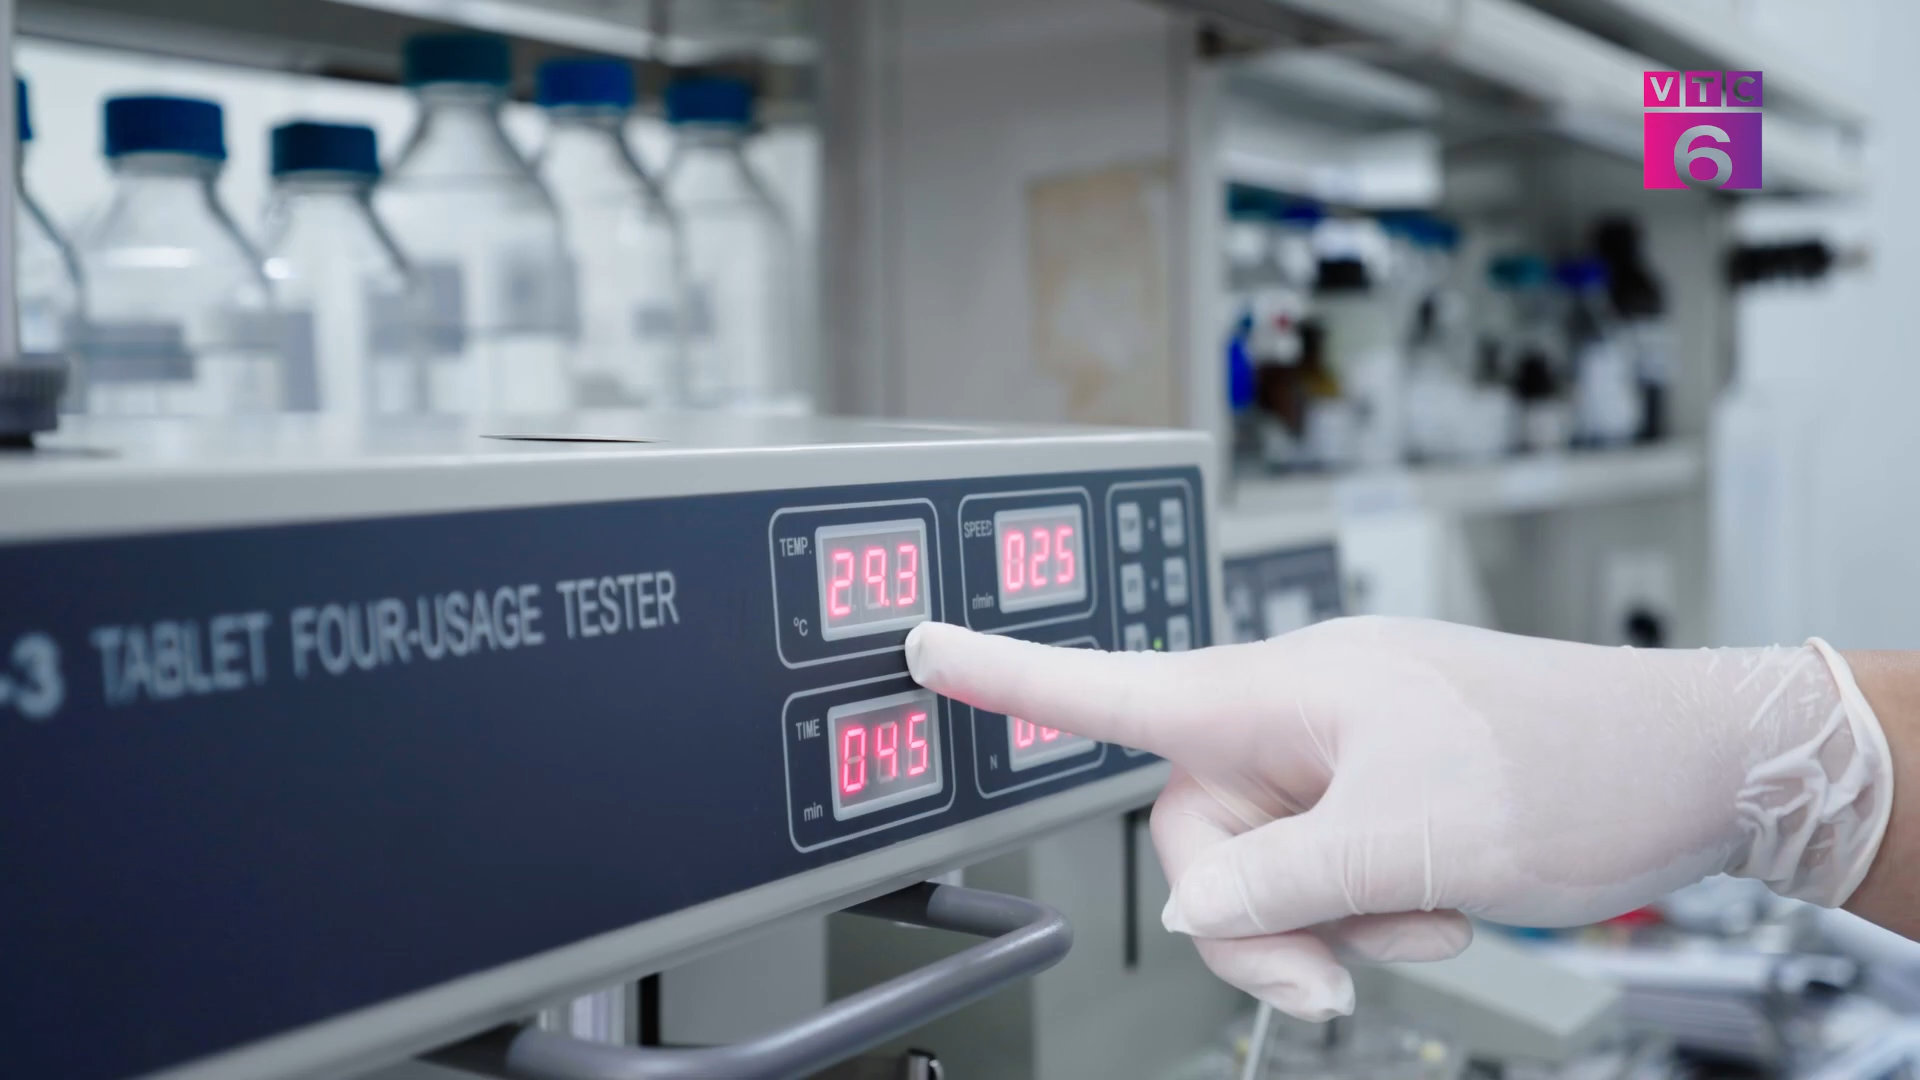 VTC
6
-3 TABLET FOUR-USAGE TESTER
TEMP.
29.3
°C
SPEED
025
r/min
TIME
045
min
N